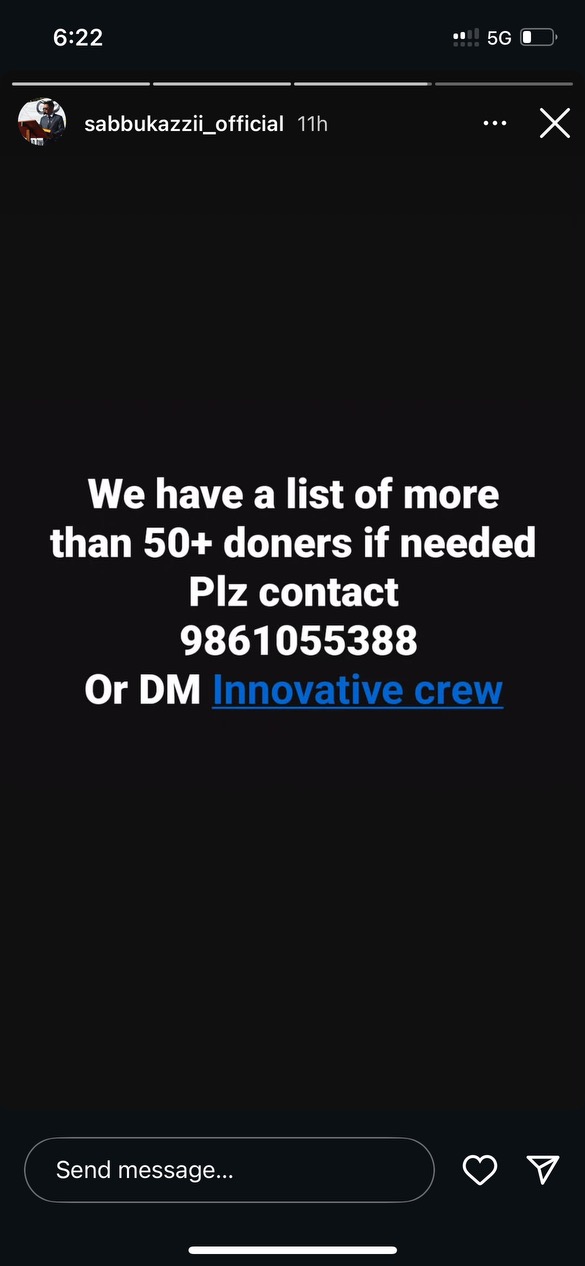 6:22
5G
sabbukazzii_official 11h
We have a list of more
than 50+ doners if needed
Plz contact
9861055388
Or DM Innovative crew
Send message...